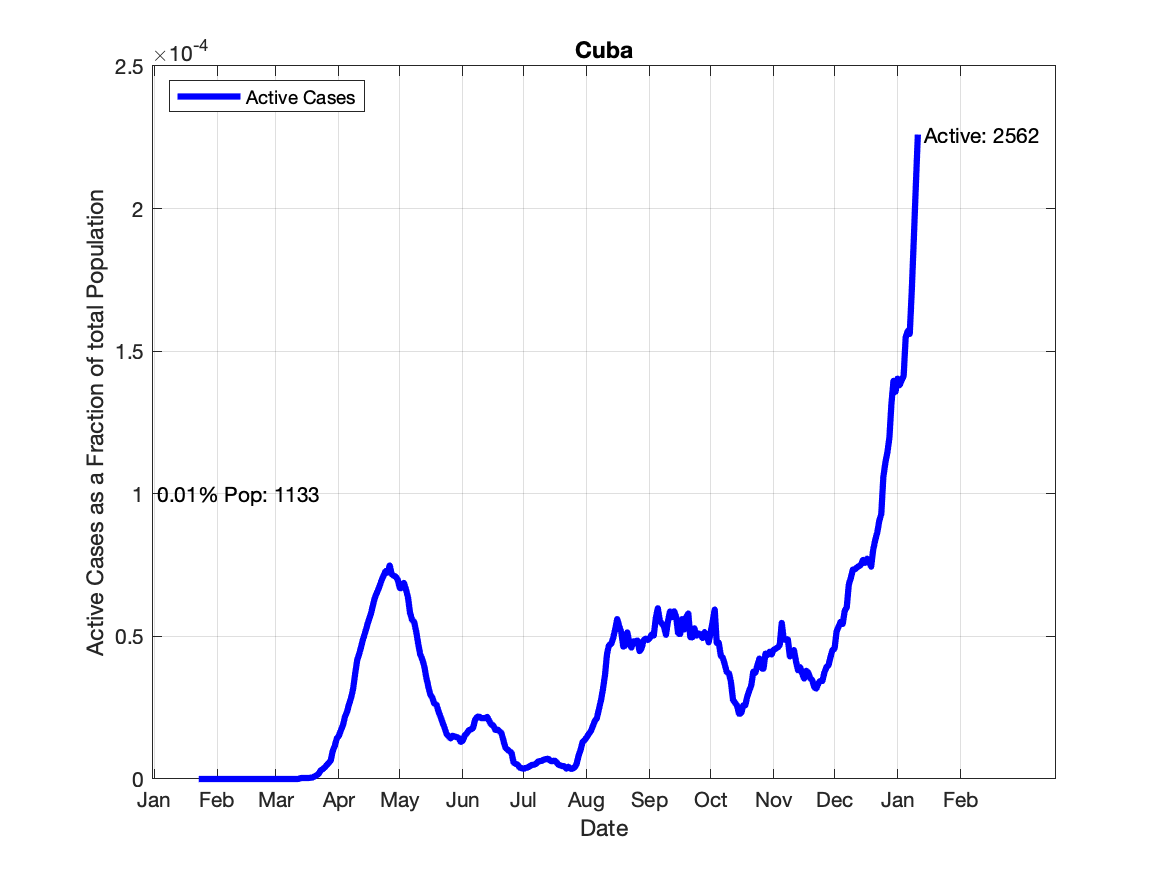 Cuba
×10-4
Active Cases
Active: 2562
0.01% Pop: 1133
Active Cases as a Fraction of total Population
2.5
2
1.5
1
0.5
0
Jan Feb Mar Apr May Jun Jul Aug Sep Oct Nov Dec Jan Feb
Date